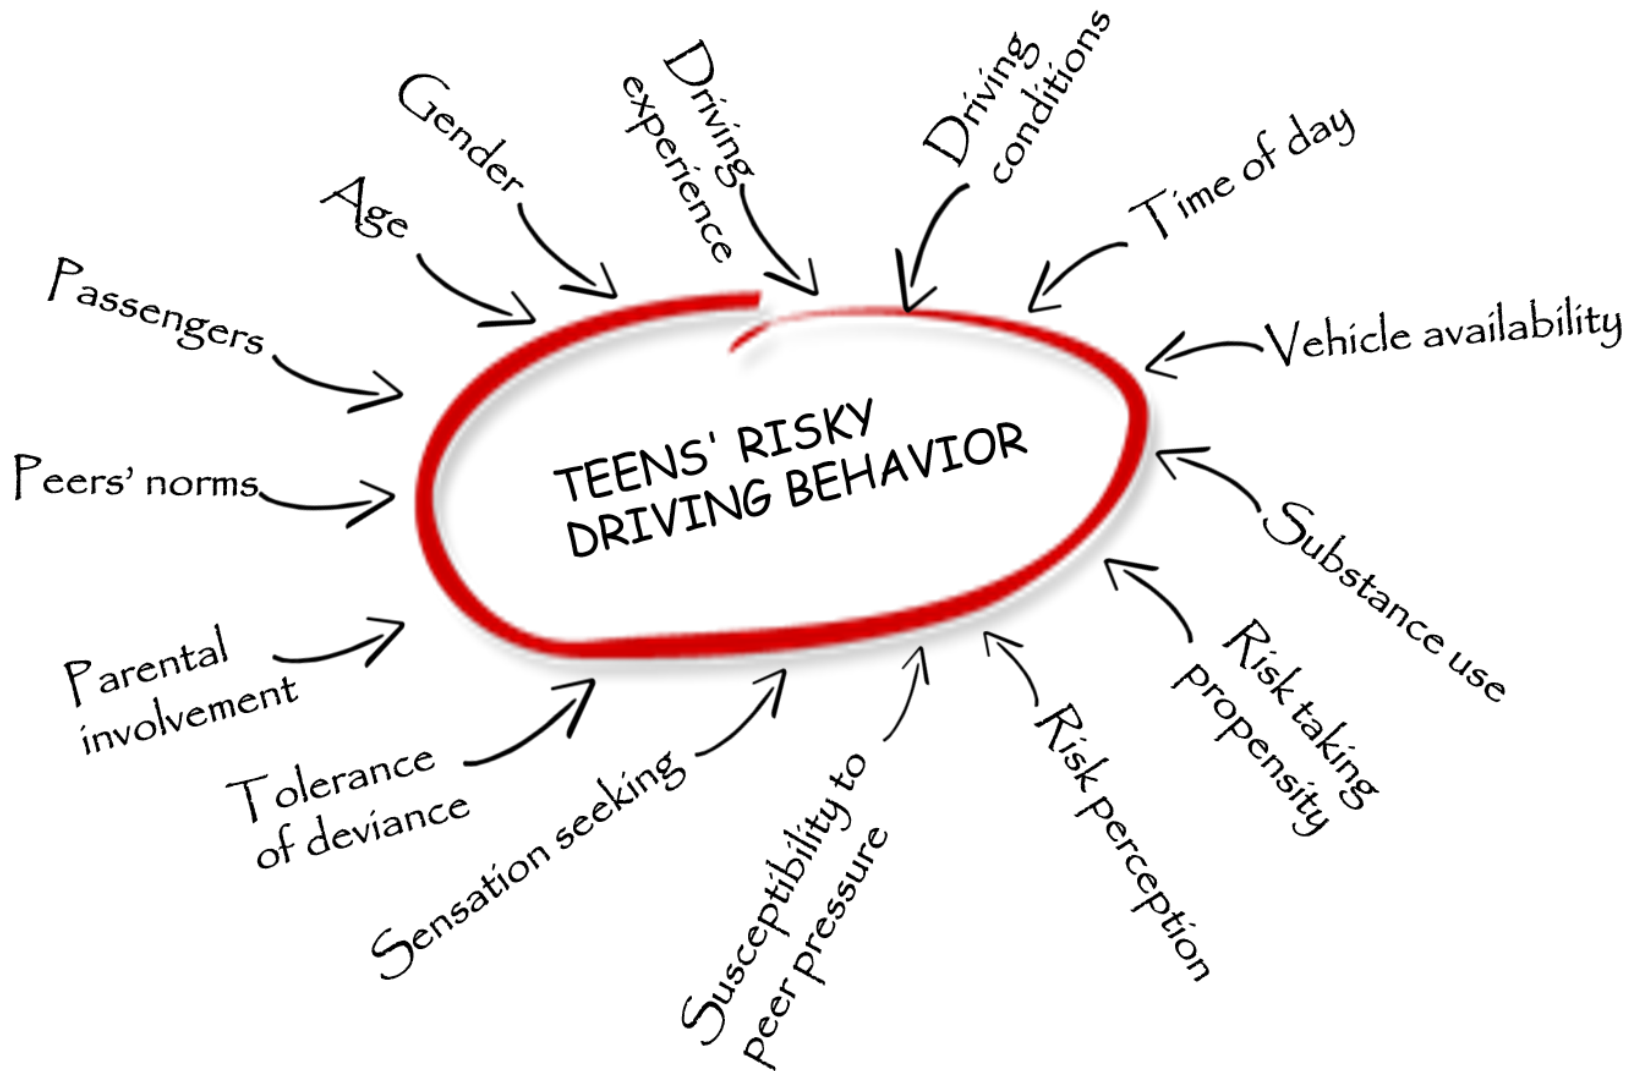 TEENS' RISKY
DRIVING BEHAVIOR
Passengers
Age
Gender
Driving
experience
Driving
conditions
Time of day
Vehicle availability
Substance use
Risk taking
propensity
Risk perception
Susceptibility to
peer pressure
Sensation seeking
Tolerance
of deviance
Parental
involvement
Peers’ norms